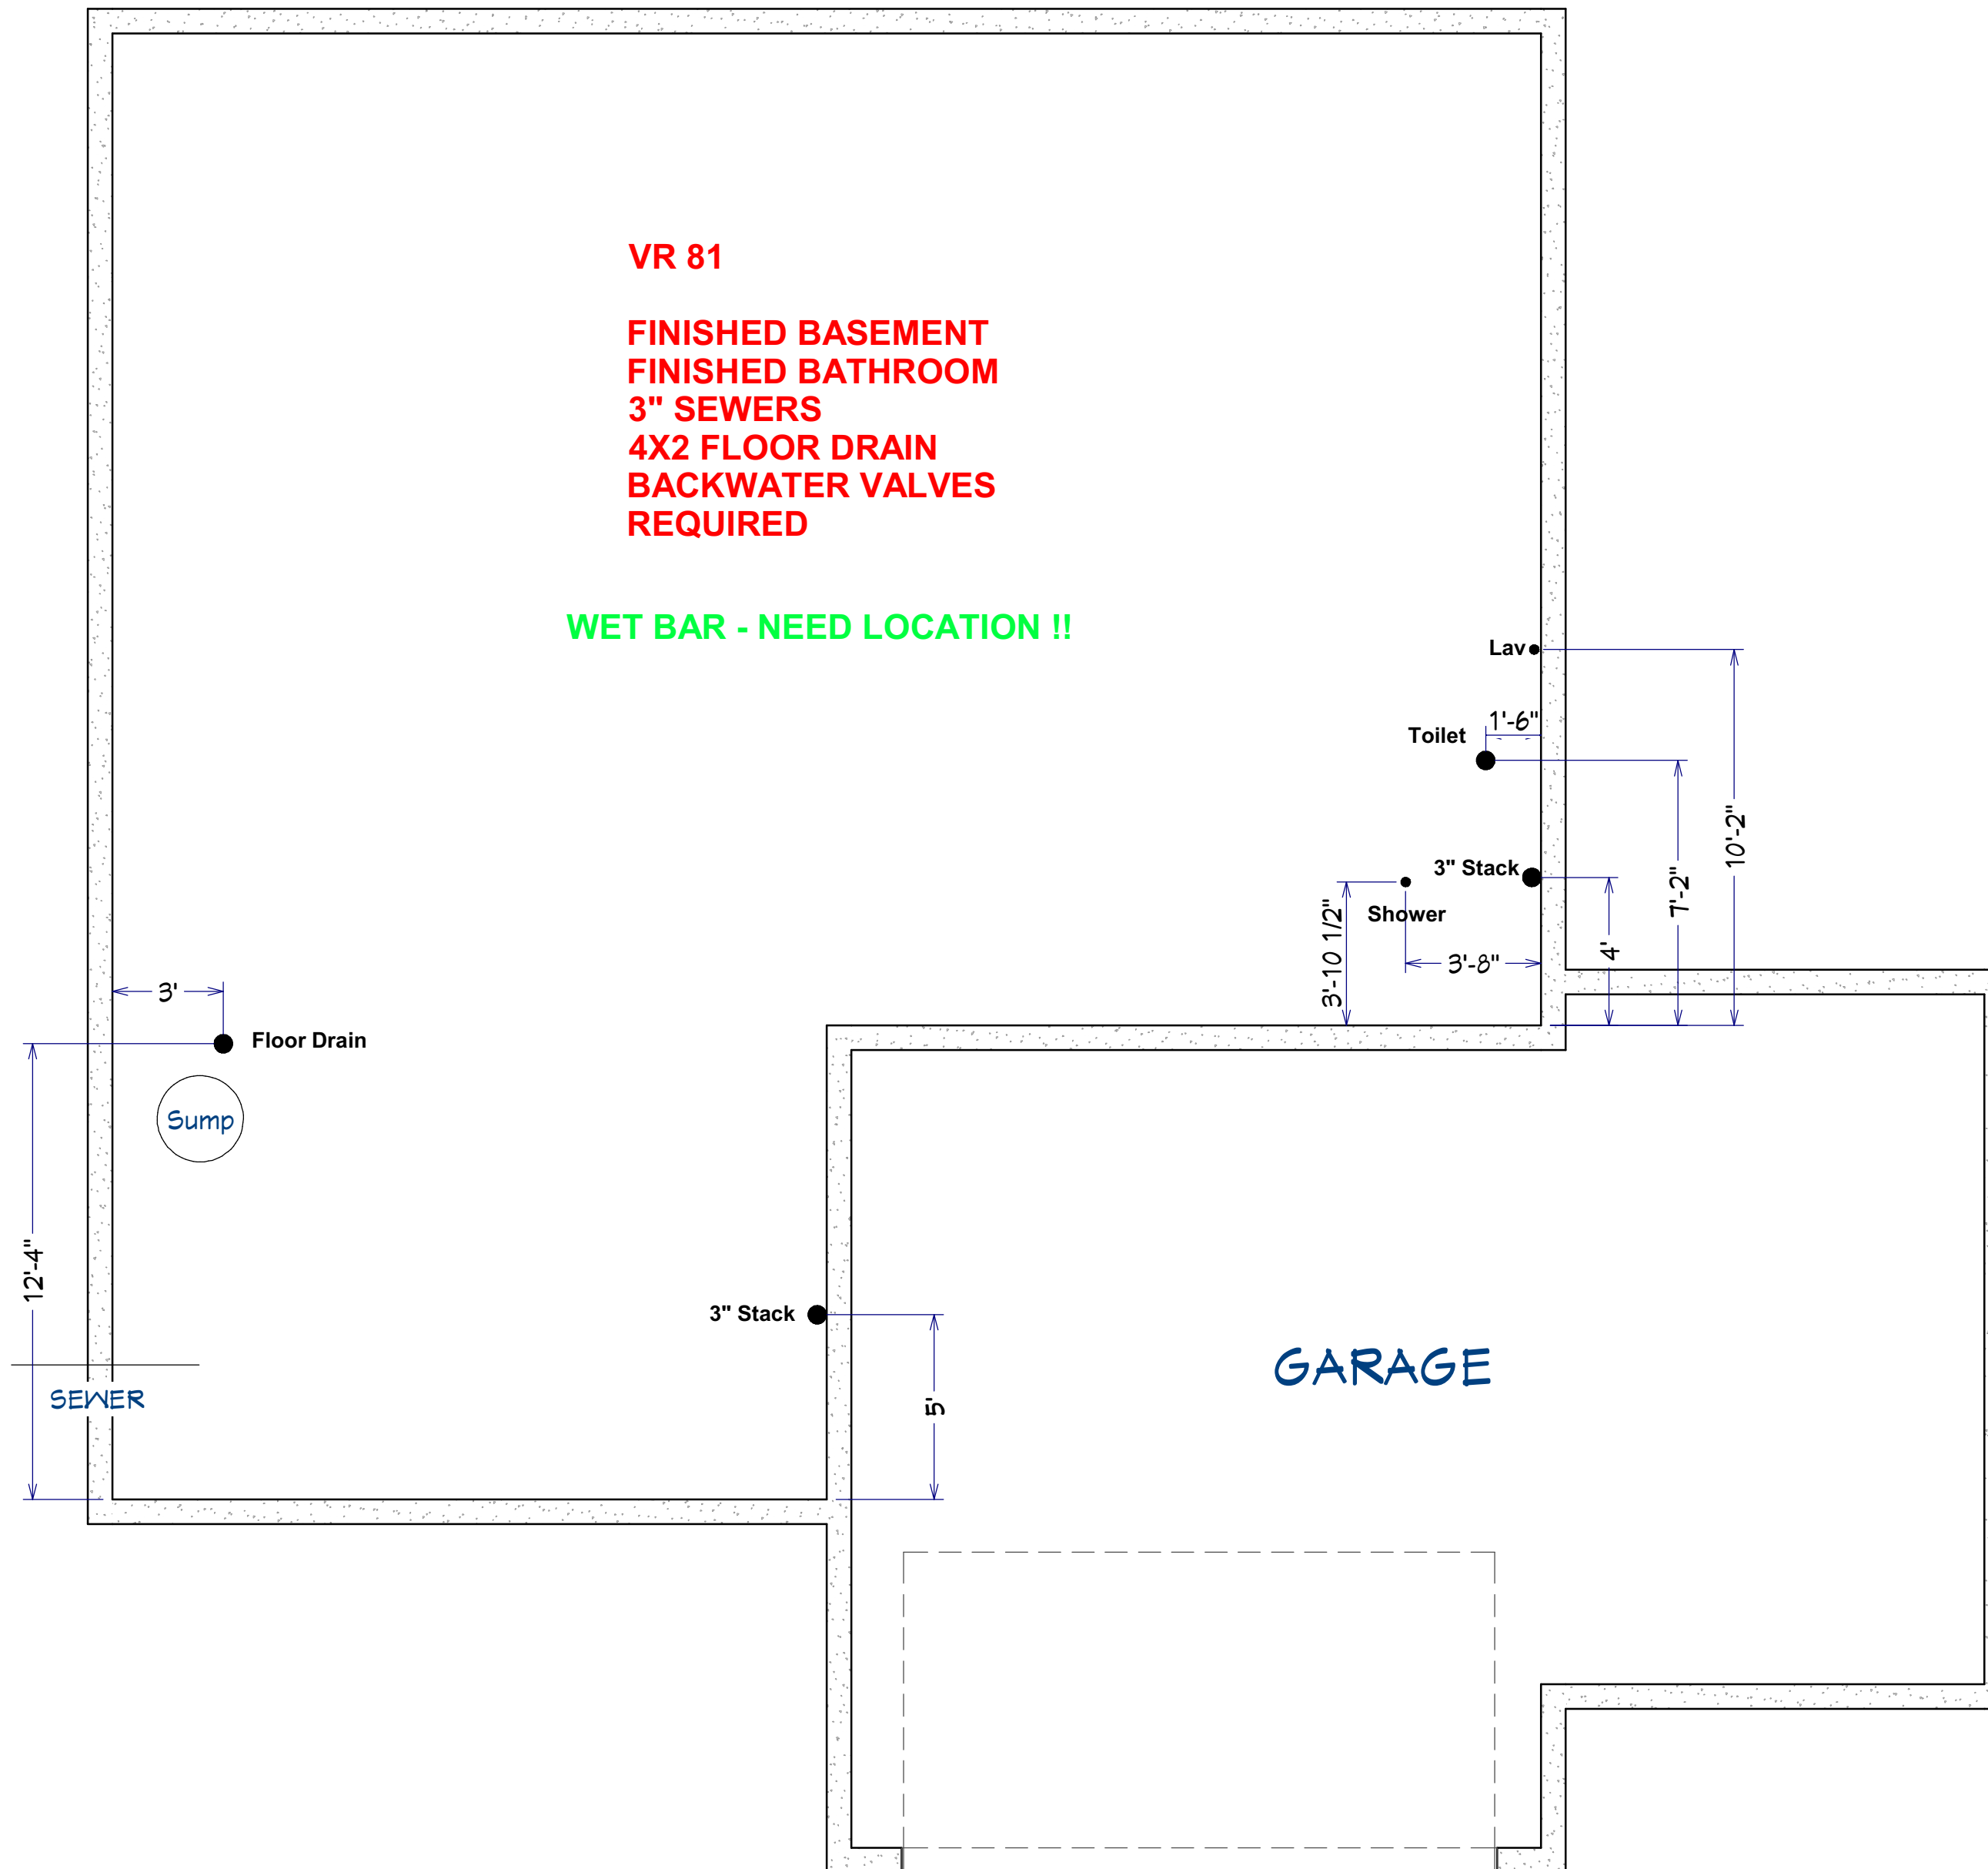 VR 81
FINISHED BASEMENT
FINISHED BATHROOM
3" SEWERS
4X2 FLOOR DRAIN
BACKWATER VALVES
REQUIRED
WET BAR - NEED LOCATION !!
Lav
1'-6"
Toilet
10'-2"
3" Stack
7'-2"
Shower
3'-10 1/2"
4'
3'-8"
3'
Floor Drain
Sump
12'-4"
3" Stack
GARAGE
SEWER
5'